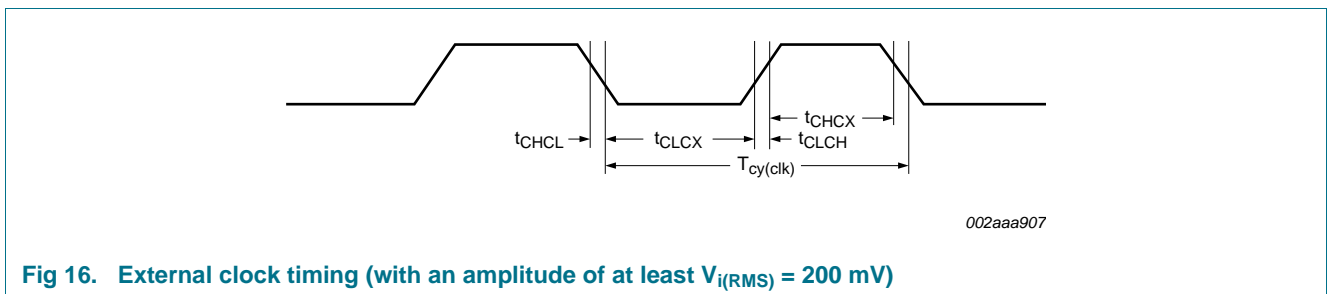 tCHCX
tCHCL tCLCX tCLCH
Tcy(clk)
002aaa907
Fig 16. External clock timing (with an amplitude of at least Vi(RMS) = 200 mV)